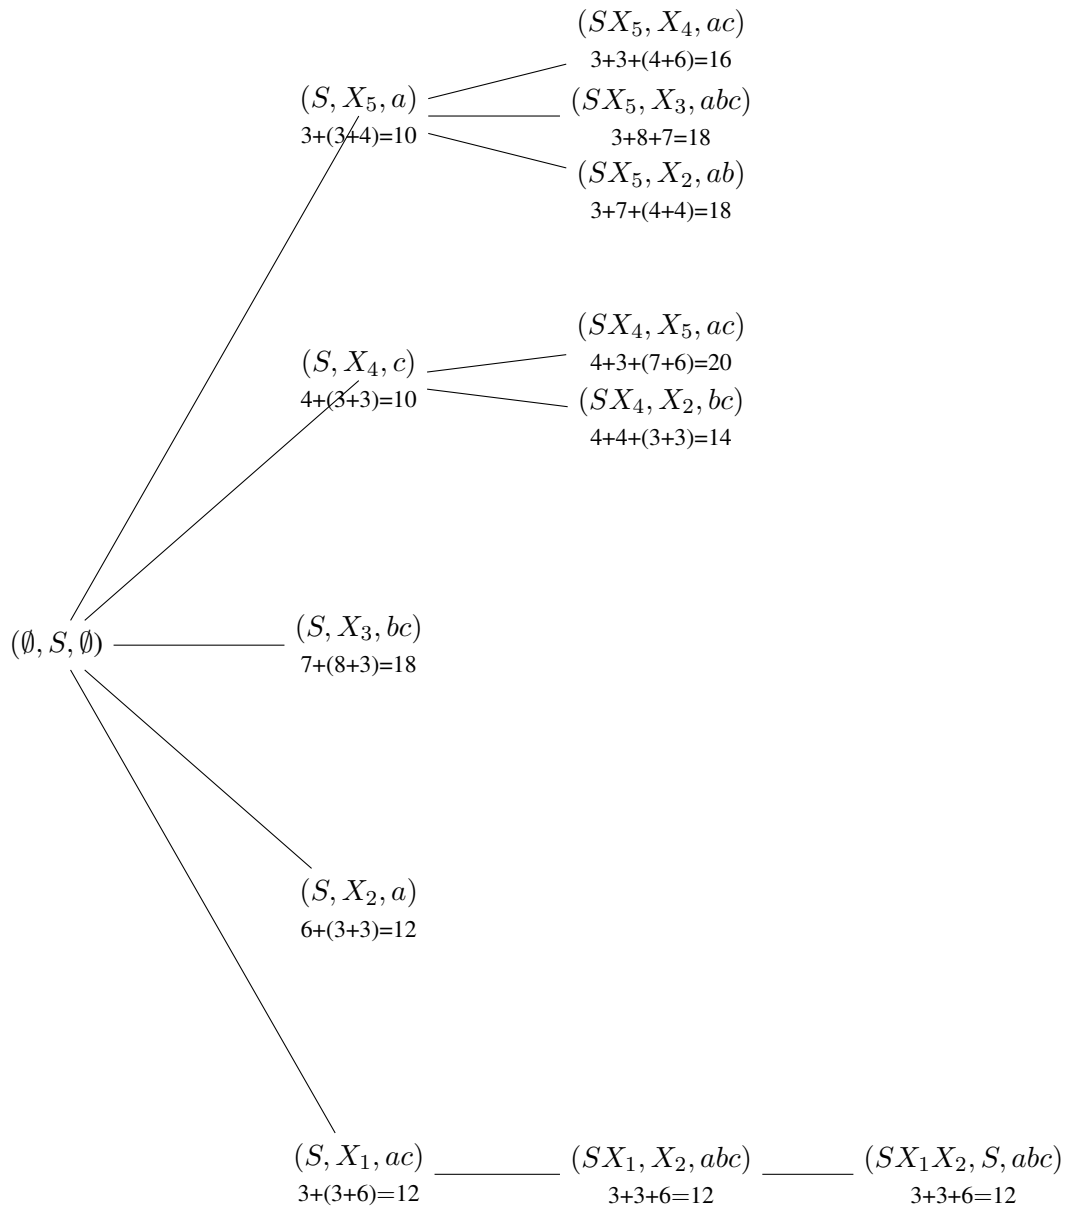 (SX₅, X₄, ac)
3+3+(4+6)=16
(S, X₅, a)
3+(3+4)=10
(SX₅, X₃, abc)
3+8+7=18
(SX₅, X₂, ab)
3+7+(4+4)=18
(SX₄, X₅, ac)
4+3+(7+6)=20
(S, X₄, c)
4+(3+3)=10
(SX₄, X₂, bc)
4+4+(3+3)=14
(∅, S, ∅)
(S, X₃, bc)
7+(8+3)=18
(S, X₂, a)
6+(3+3)=12
(S, X₁, ac)
3+(3+6)=12
(SX₁, X₂, abc)
3+3+6=12
(SX₁X₂, S, abc)
3+3+6=12